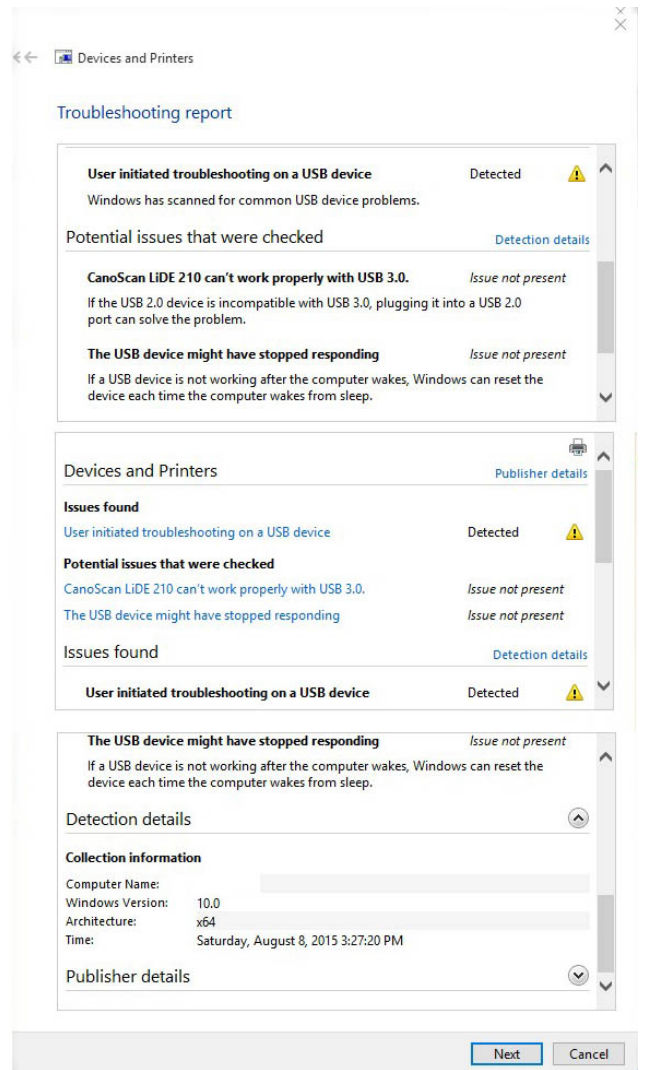 Devices and Printers
Troubleshooting report
User initiated troubleshooting on a USB device Detected
Windows has scanned for common USB device problems.
Potential issues that were checked Detection details
CanoScan LiDE 210 can't work properly with USB 3.0. Issue not present
If the USB 2.0 device is incompatible with USB 3.0, plugging it into a USB 2.0
port can solve the problem.
The USB device might have stopped responding Issue not present
If a USB device is not working after the computer wakes, Windows can reset the
device each time the computer wakes from sleep.
Devices and Printers Publisher details
Issues found
User initiated troubleshooting on a USB device Detected
Potential issues that were checked
CanoScan LiDE 210 can't work properly with USB 3.0. Issue not present
The USB device might have stopped responding Issue not present
Issues found Detection details
User initiated troubleshooting on a USB device Detected
The USB device might have stopped responding Issue not present
If a USB device is not working after the computer wakes, Windows can reset the
device each time the computer wakes from sleep.
Detection details
Collection information
Computer Name:
Windows Version: 10.0
Architecture: x64
Time: Saturday, August 8, 2015 3:27:20 PM
Publisher details
Next Cancel